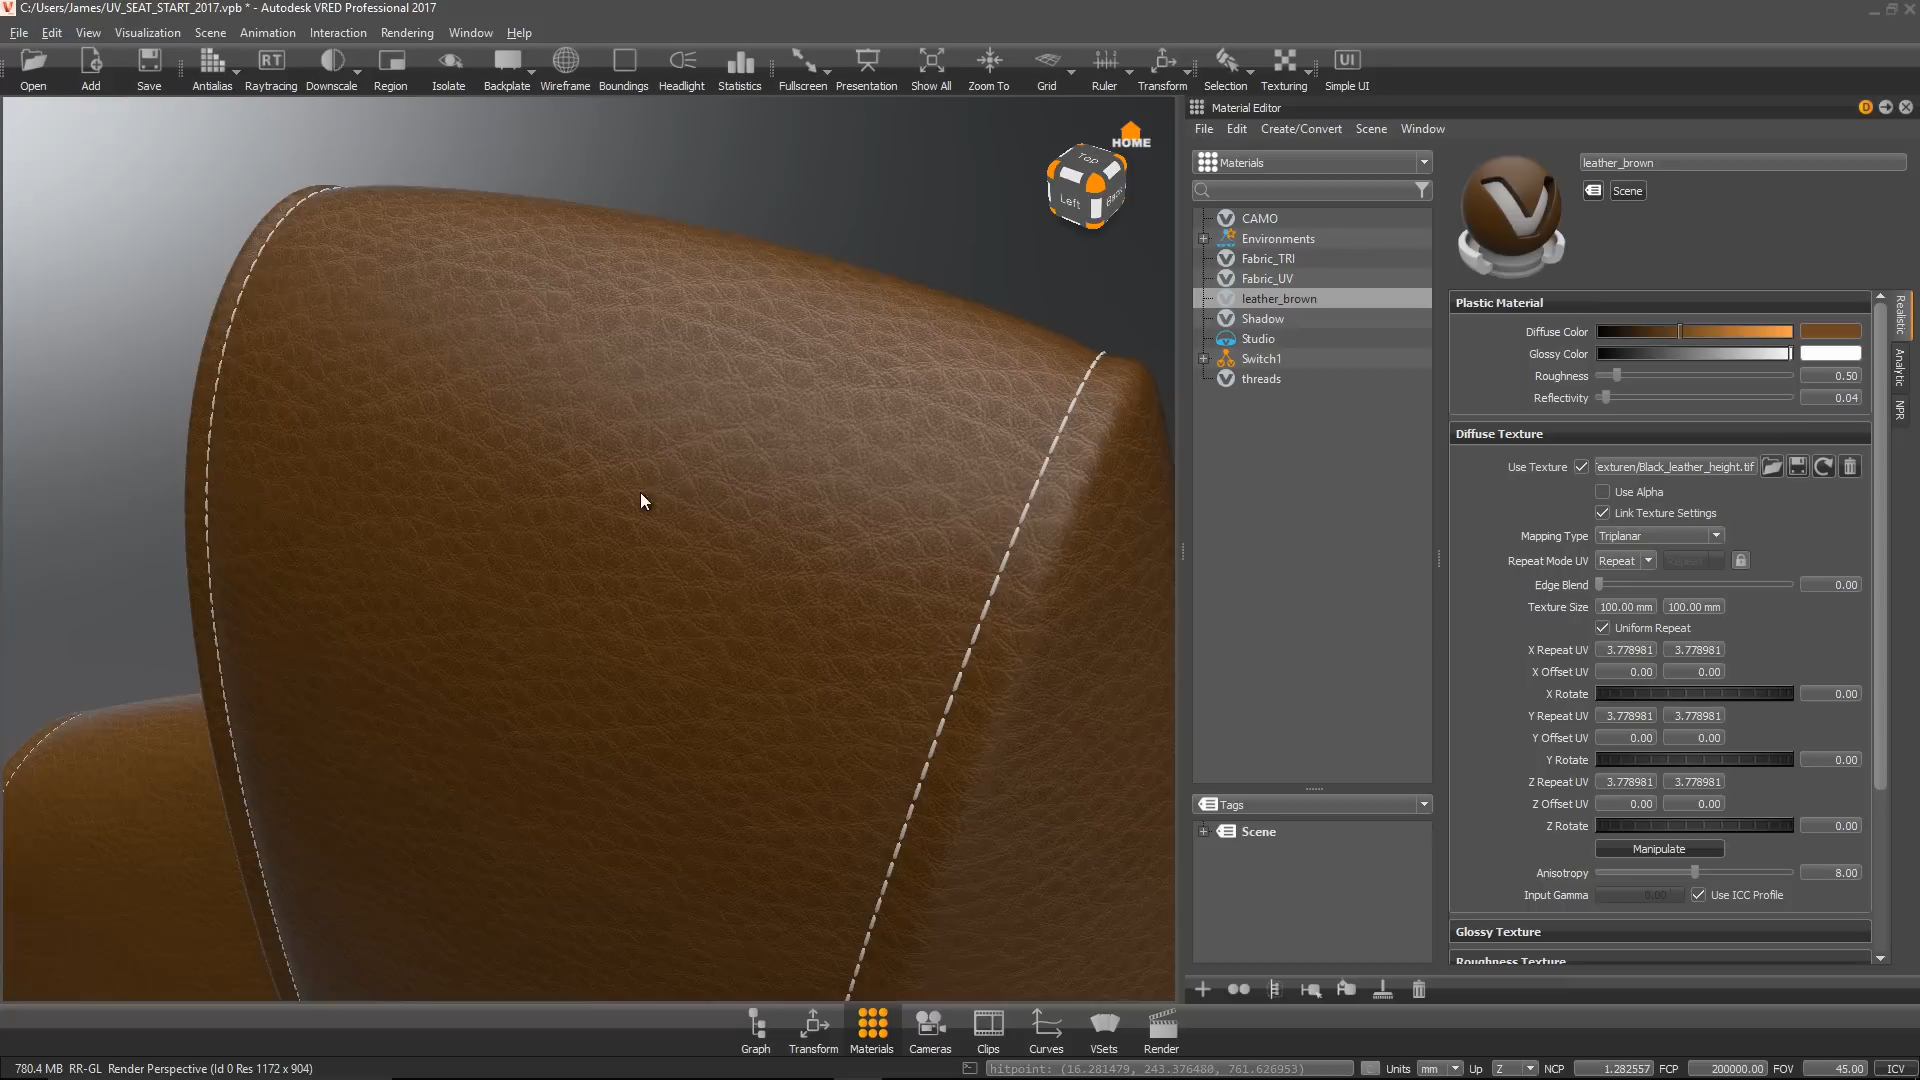 C:/Users/James/UV_SEAT_START_2017.vpb * - Autodesk VRED Professional 2017
File Edit View Visualization Scene Animation Interaction Rendering Window Help
RT UI
Open Add Save Antialias Raytracing Downscale Region Isolate Backplate Wireframe Boundings Headlight Statistics Fullscreen Presentation Show All Zoom To Grid Ruler Transform Selection Texturing Simple UI
HOME
Top
Left
Back
Material Editor
D
File Edit Create/Convert Scene Window
Materials
CAMO
Environments
Fabric_TRI
Fabric_UV
leather_brown
Shadow
Studio
Switch1
threads
Tags
Scene
leather_brown
Scene
Plastic Material
Diffuse Color
Glossy Color
Roughness 0.50
Reflectivity 0.04
Diffuse Texture
Use Texture exturen/Black_leather_height.tif
Use Alpha
Link Texture Settings
Mapping Type Triplanar
Repeat Mode UV Repeat Repeat
Edge Blend 0.00
Texture Size 100.00 mm 100.00 mm
Uniform Repeat
X Repeat UV 3.778981 3.778981
X Offset UV 0.00 0.00
X Rotate 0.00
Y Repeat UV 3.778981 3.778981
Y Offset UV 0.00 0.00
Y Rotate 0.00
Z Repeat UV 3.778981 3.778981
Z Offset UV 0.00 0.00
Z Rotate 0.00
Manipulate
Anisotropy 8.00
Input Gamma 0.00 Use ICC Profile
Glossy Texture
Roughness Texture
Realistic
Analytic
NPR
Graph Transform Materials Cameras Clips Curves VSets Render
780.4 MB RR-GL Render Perspective (Id 0 Res 1172 x 904) hitpoint: (16.281479, 243.376480, 761.626953) Units mm Up Z NCP 1.282557 FCP 200000.00 FOV 45.00 ICV